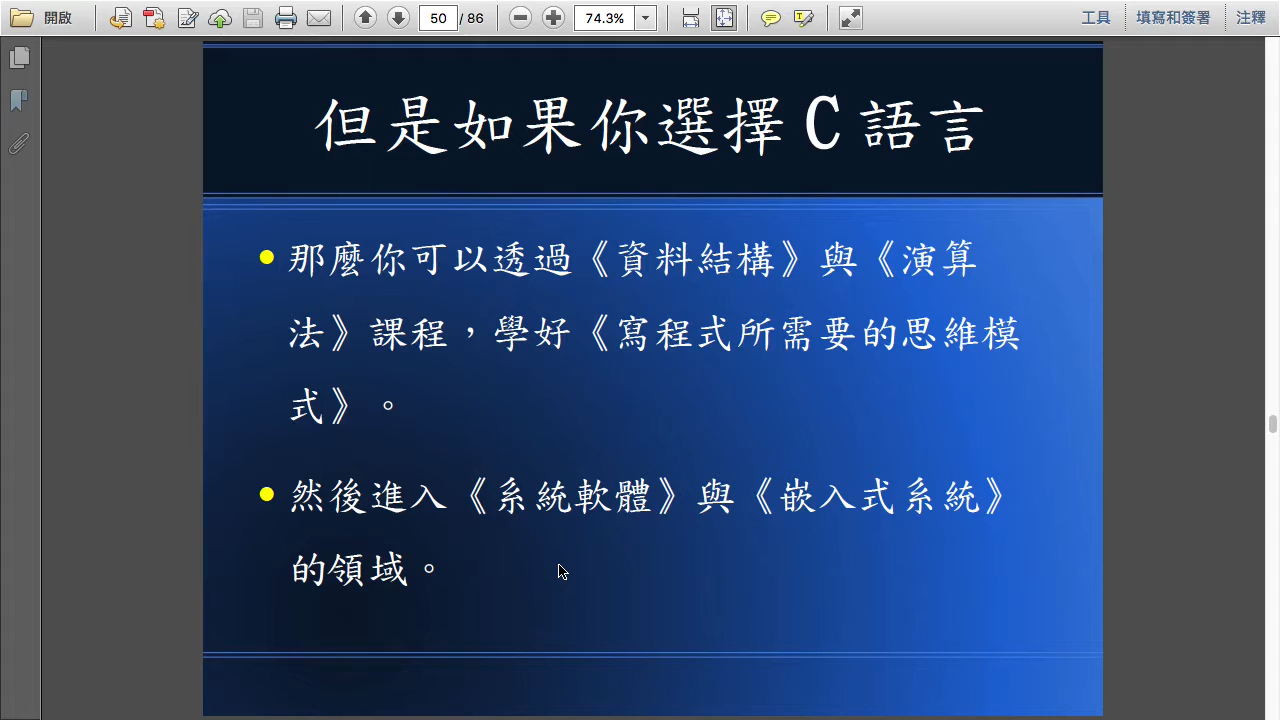 開啟
50 / 86
74.3%
工具
填寫和簽署
注釋
但是如果你選擇 C 語言
那麼你可以透過《資料結構》與《演算
法》課程，學好《寫程式所需要的思維模
式》。
然後進入《系統軟體》與《嵌入式系統》
的領域。